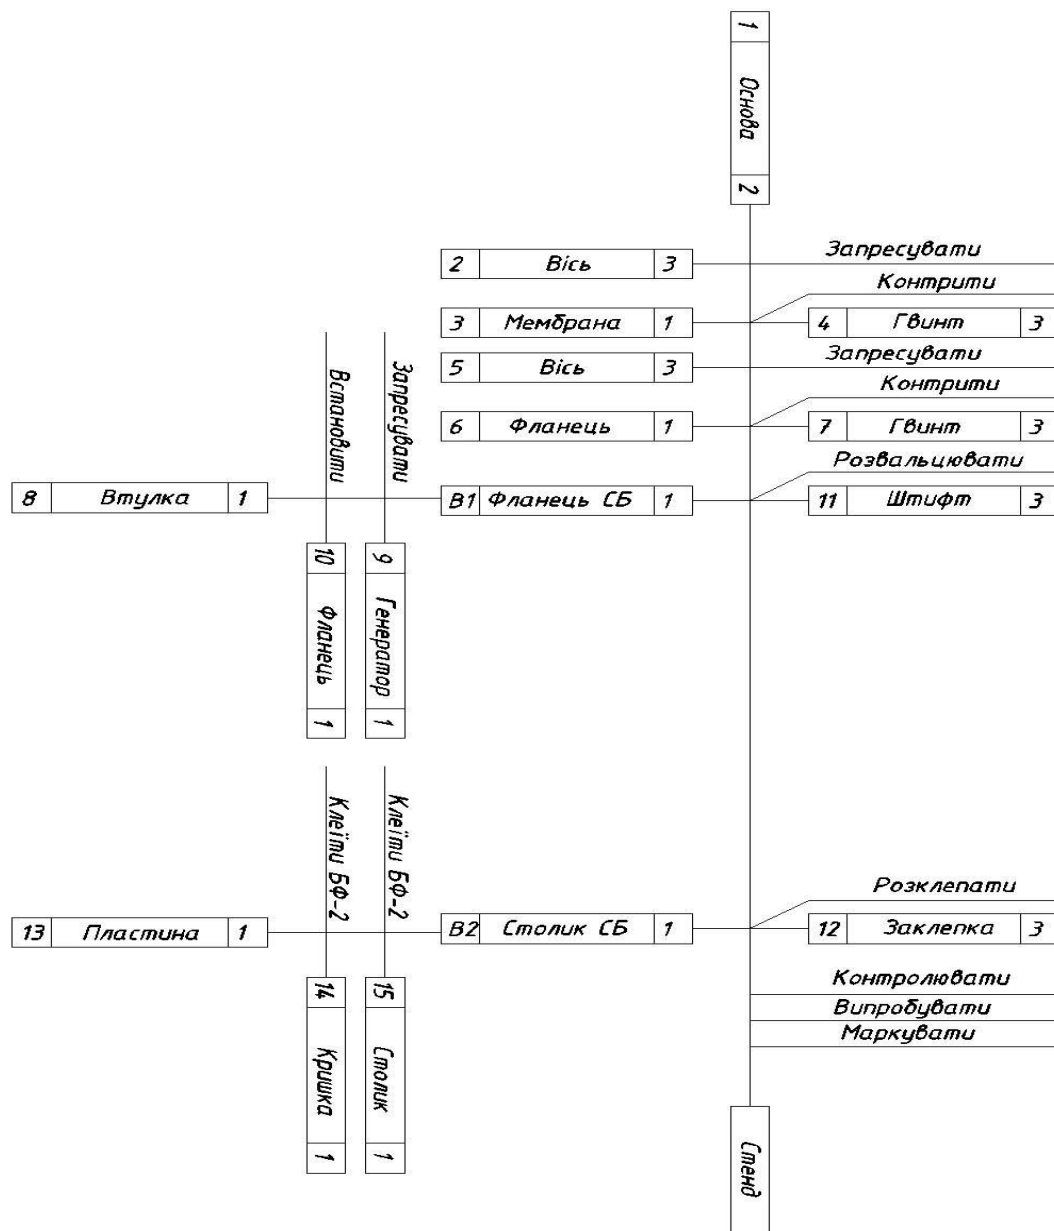 1 Основа 2
2 Вісь 3 Запресувати
Контрити
3 Мембрана 1 4 Гвинт 3
5 Вісь 3 Запресувати
Контрити
6 Фланець 1 7 Гвинт 3
Встановити
Запресувати
Розвальцювати
8 Втулка 1 В1 Фланець СБ 1 11 Штифт 3
10 Фланець 1
9 Генератор 1
Клеїти БФ-2
Клеїти БФ-2
Розклепати
13 Пластина 1 В2 Столик СБ 1 12 Заклепка 3
14 Кришка 1
15 Столик 1
Контролювати
Випробувати
Маркувати
Стенд